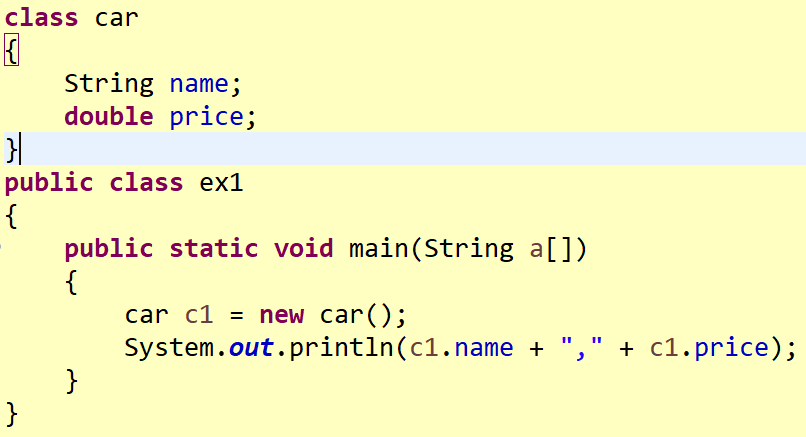 class car
{
    String name;
    double price;
}
public class ex1
{
    public static void main(String a[])
    {
        car c1 = new car();
        System.out.println(c1.name + "," + c1.price);
    }
}